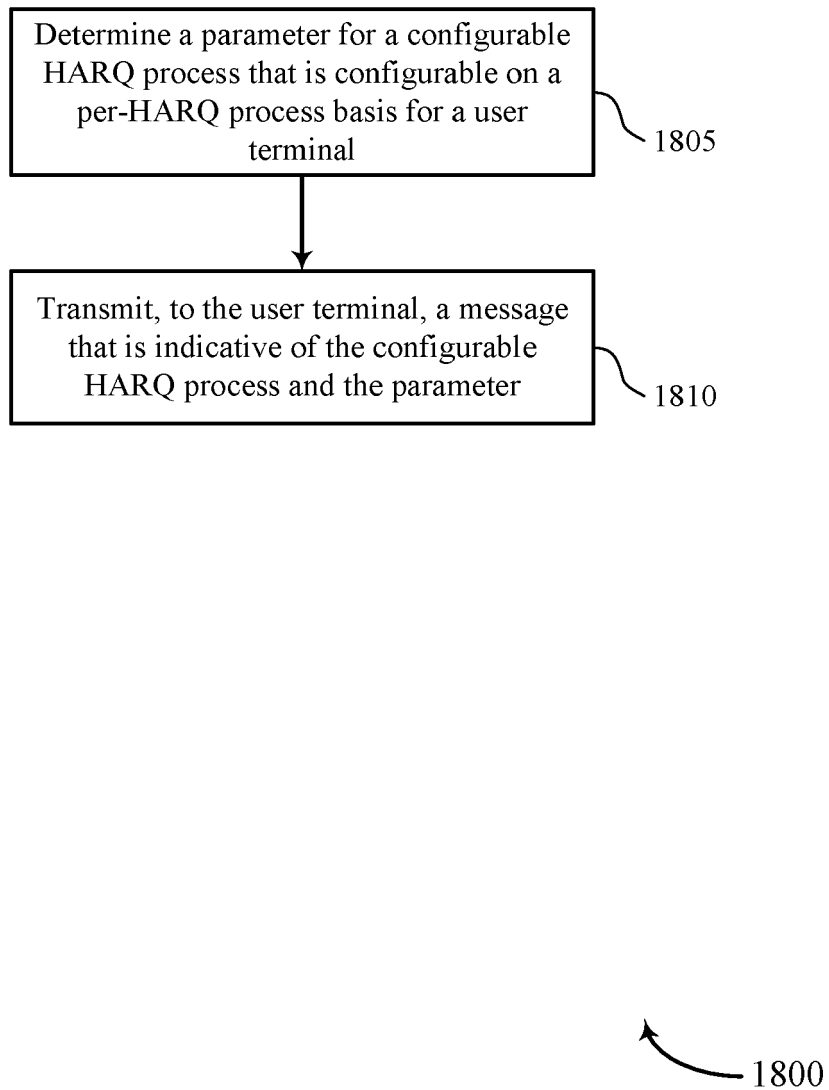 Determine a parameter for a configurable
HARQ process that is configurable on a
per-HARQ process basis for a user
terminal
1805
Transmit, to the user terminal, a message
that is indicative of the configurable
HARQ process and the parameter
1810
1800